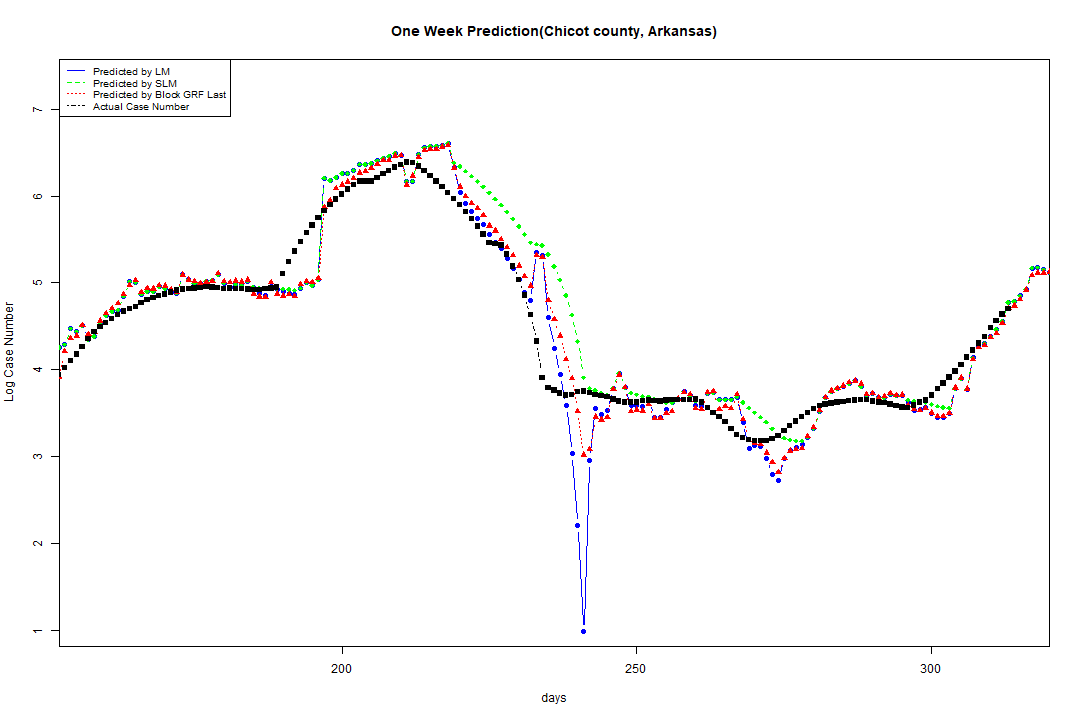 One Week Prediction(Chicot county, Arkansas)
Predicted by LM
Predicted by SLM
Predicted by Block GRF Last
Actual Case Number
7
6
5
4
3
2
1
Log Case Number
200
250
300
days